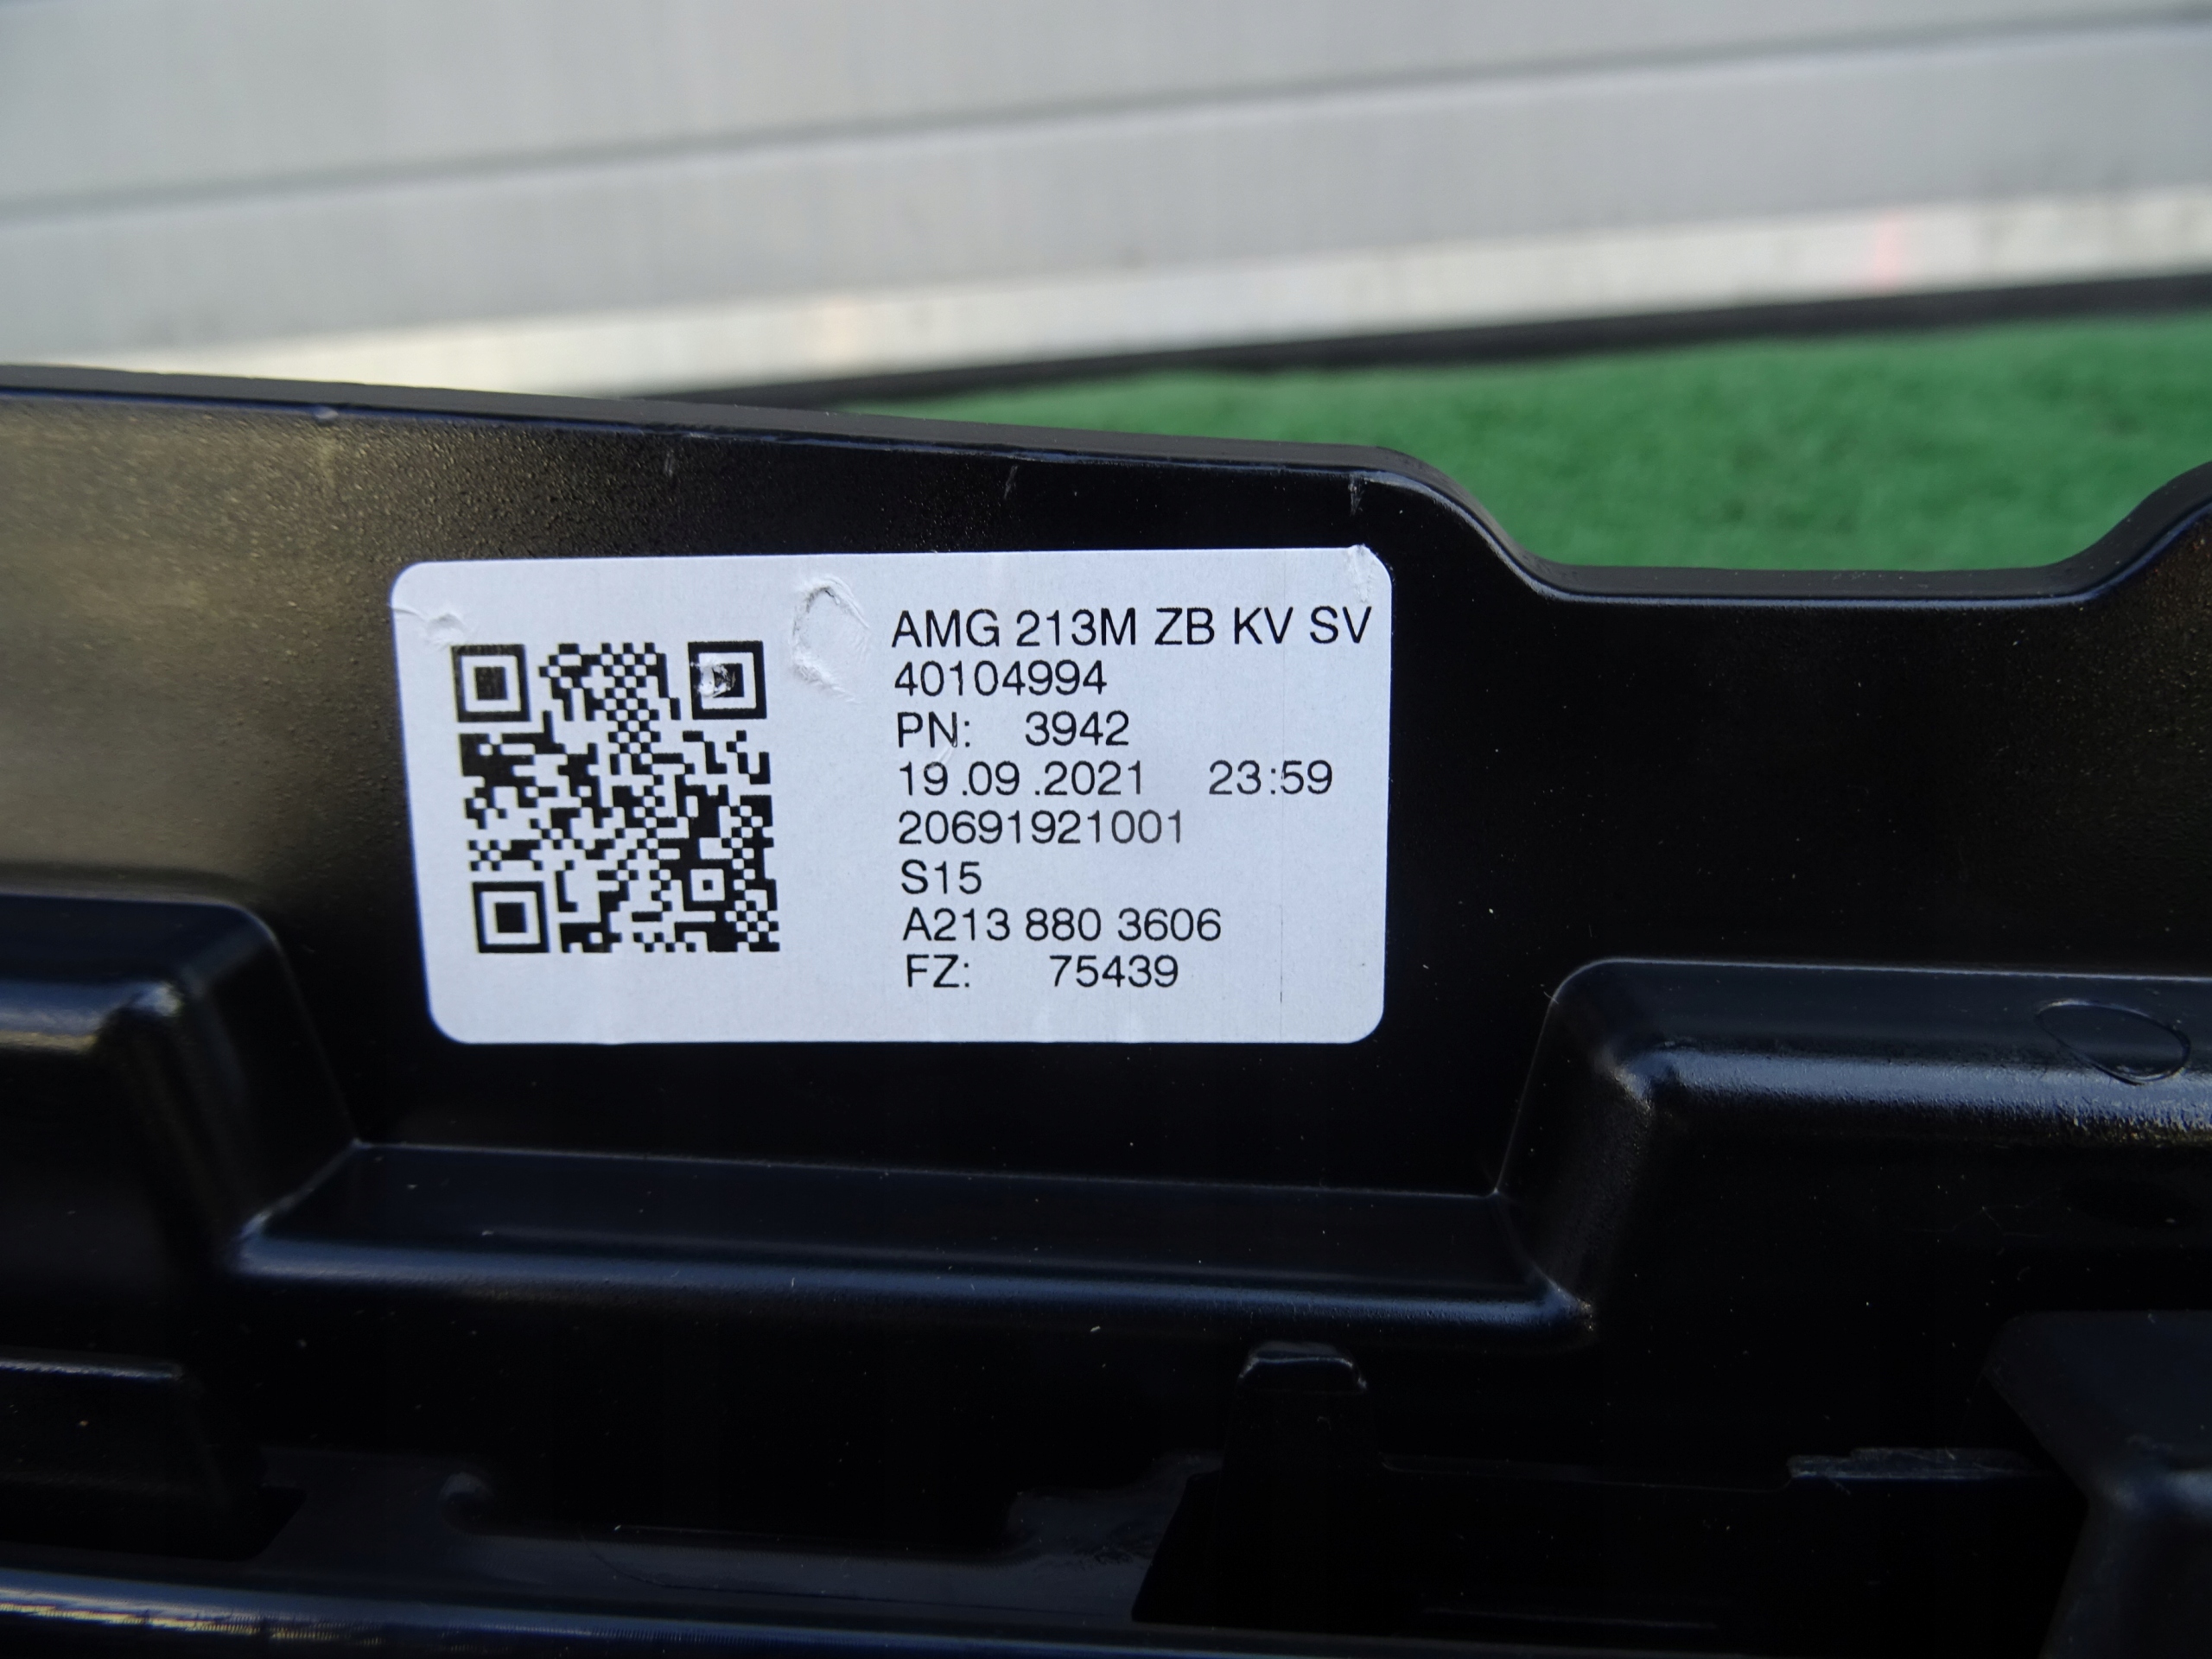 AMG 213M ZB KV SV
40104994
PN: 3942
19.09.2021 23:59
20691921001
S15
A213 880 3606
FZ: 75439